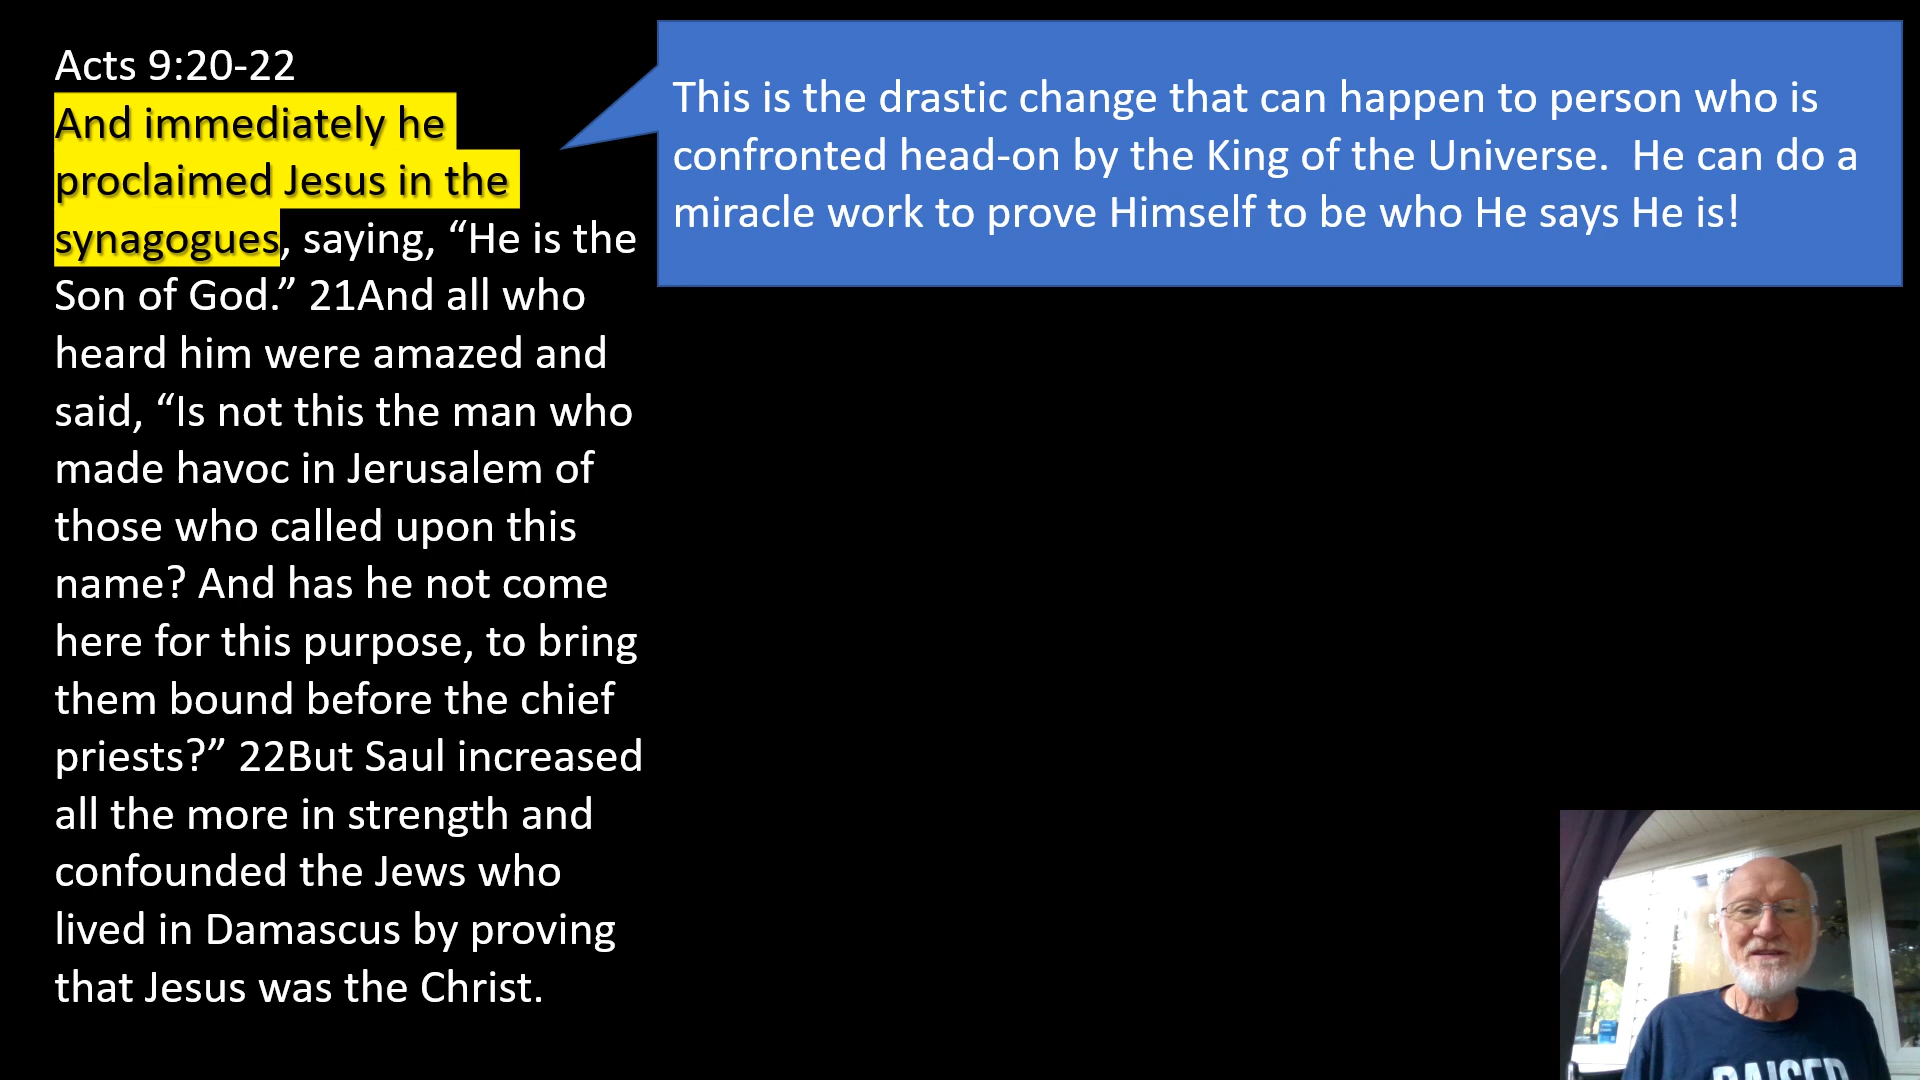 Acts 9:20-22
And immediately he
proclaimed Jesus in the
synagogues, saying, “He is the
Son of God.” 21And all who
heard him were amazed and
said, “Is not this the man who
made havoc in Jerusalem of
those who called upon this
name? And has he not come
here for this purpose, to bring
them bound before the chief
priests?” 22But Saul increased
all the more in strength and
confounded the Jews who
lived in Damascus by proving
that Jesus was the Christ.
This is the drastic change that can happen to person who is
confronted head-on by the King of the Universe.  He can do a
miracle work to prove Himself to be who He says He is!
RAISED